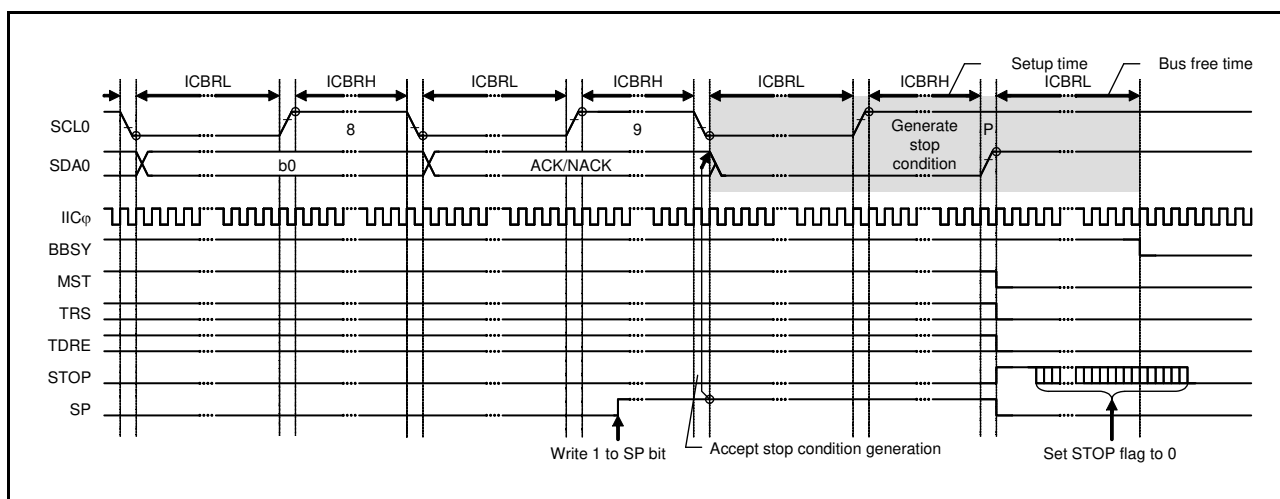 Setup time
Bus free time
ICBRL ICBRH ICBRL ICBRH ICBRL ICBRH ICBRL
SCL0
8
9
Generate
stop
condition
P
SDA0
b0
ACK/NACK
IICφ
BBSY
MST
TRS
TDRE
STOP
SP
Write 1 to SP bit
Accept stop condition generation
Set STOP flag to 0